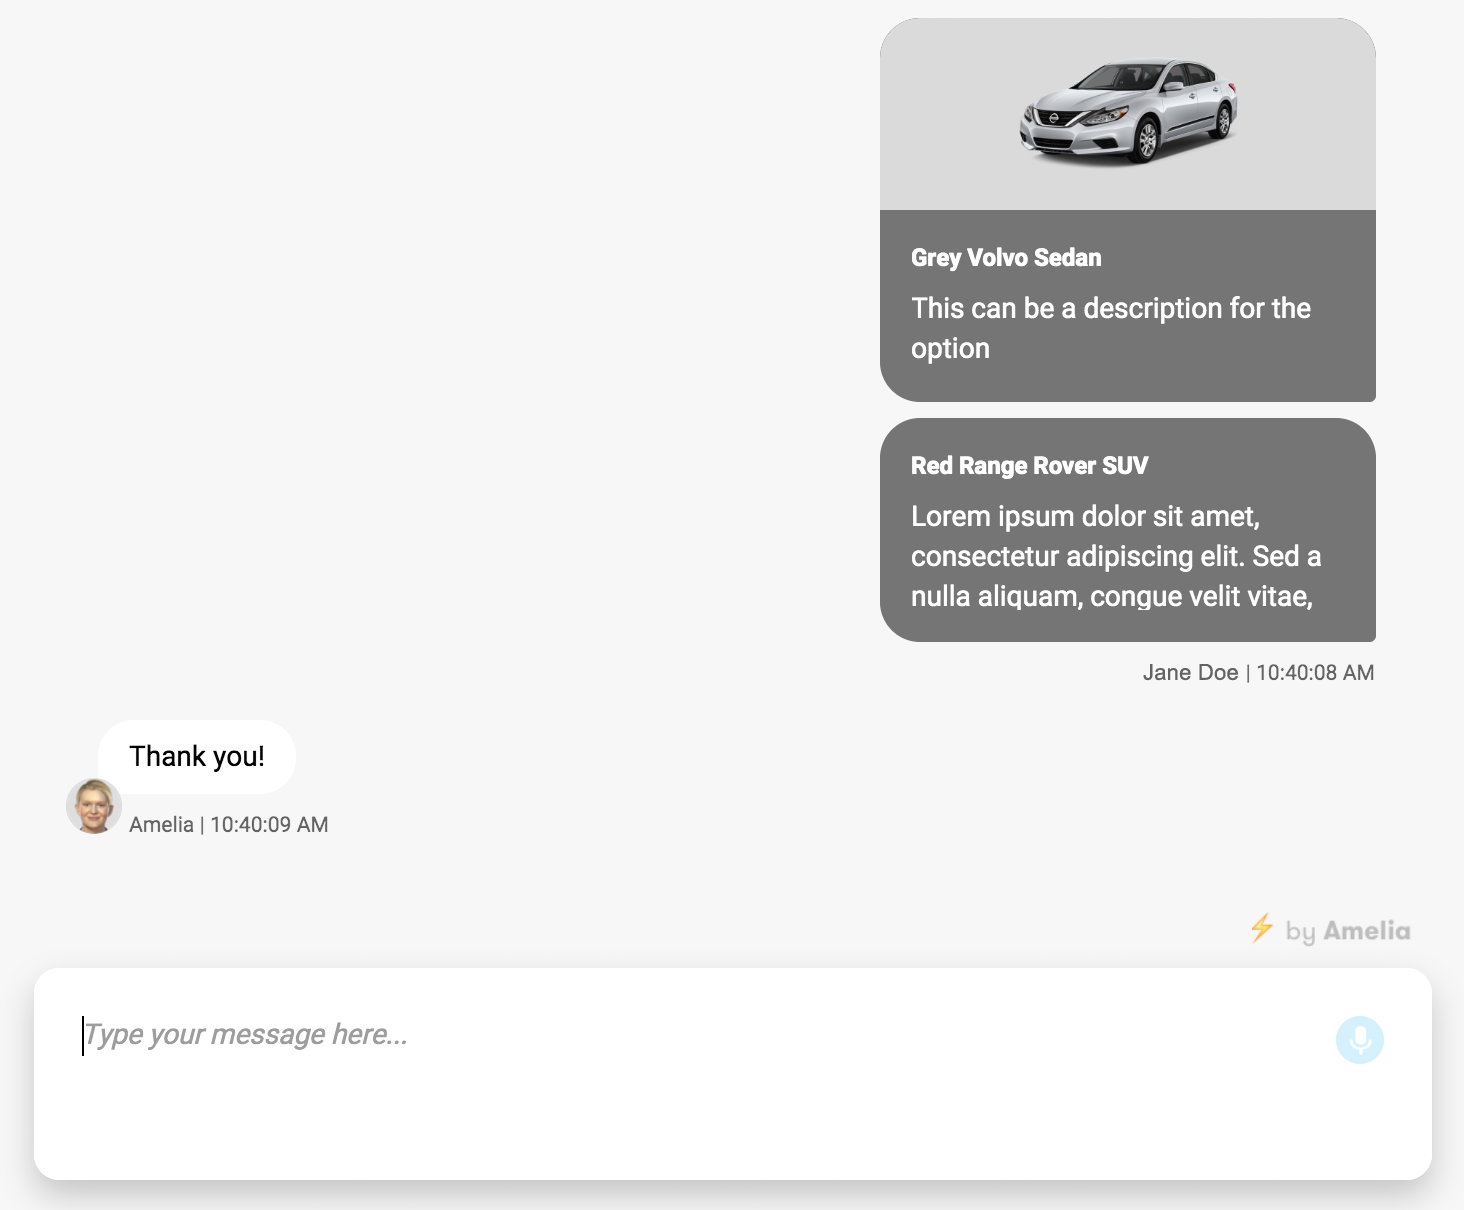 Grey Volvo Sedan
This can be a description for the
option
Red Range Rover SUV
Lorem ipsum dolor sit amet,
consectetur adipiscing elit. Sed a
nulla aliquam, congue velit vitae,
Jane Doe | 10:40:08 AM
Thank you!
Amelia | 10:40:09 AM
⚡ by Amelia
Type your message here...